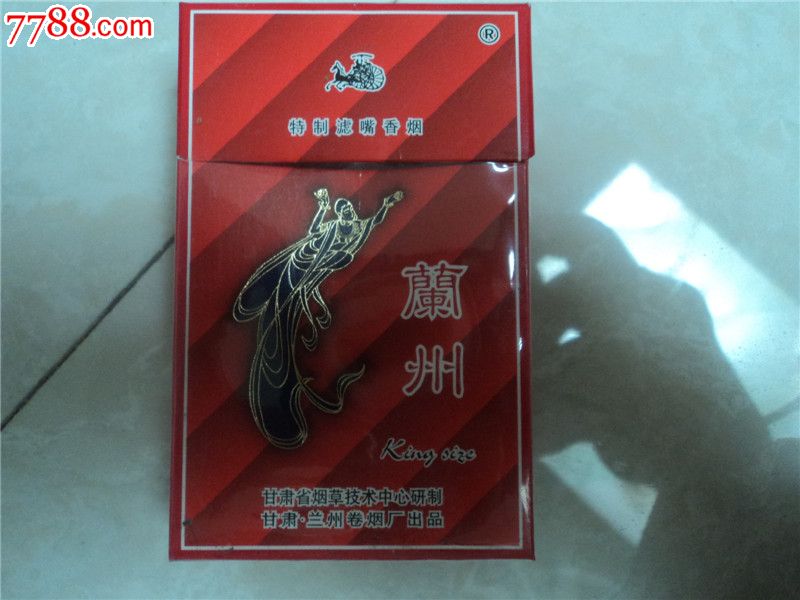 7788.com
®
特制滤嘴香烟
蘭州
King size
甘肃省烟草技术中心研制
甘肃·兰州卷烟厂出品